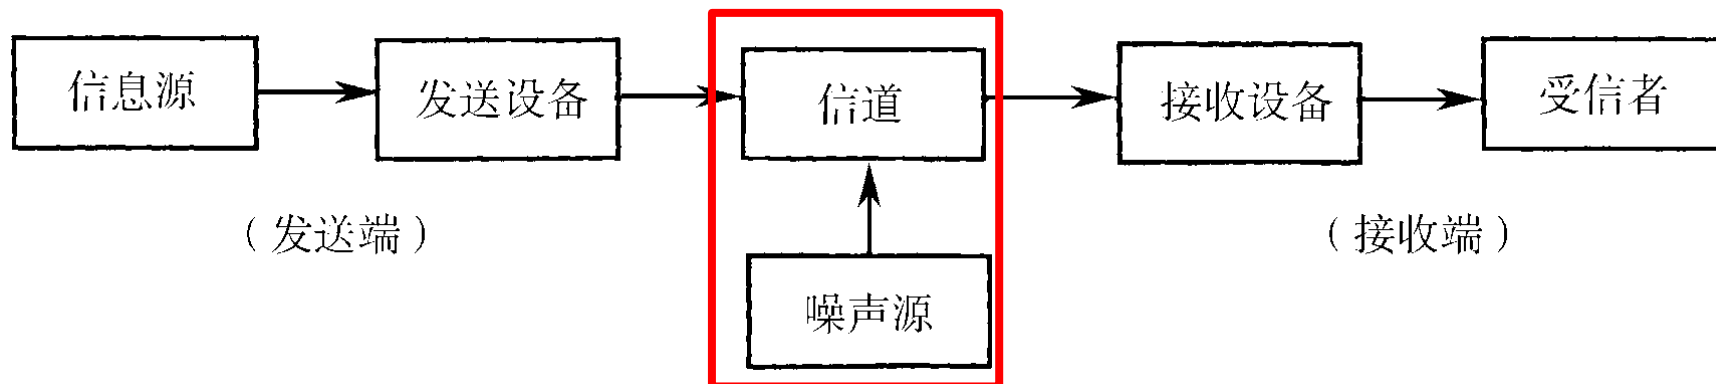 信息源
发送设备
信道
接收设备
受信者
（发送端）
（接收端）
噪声源